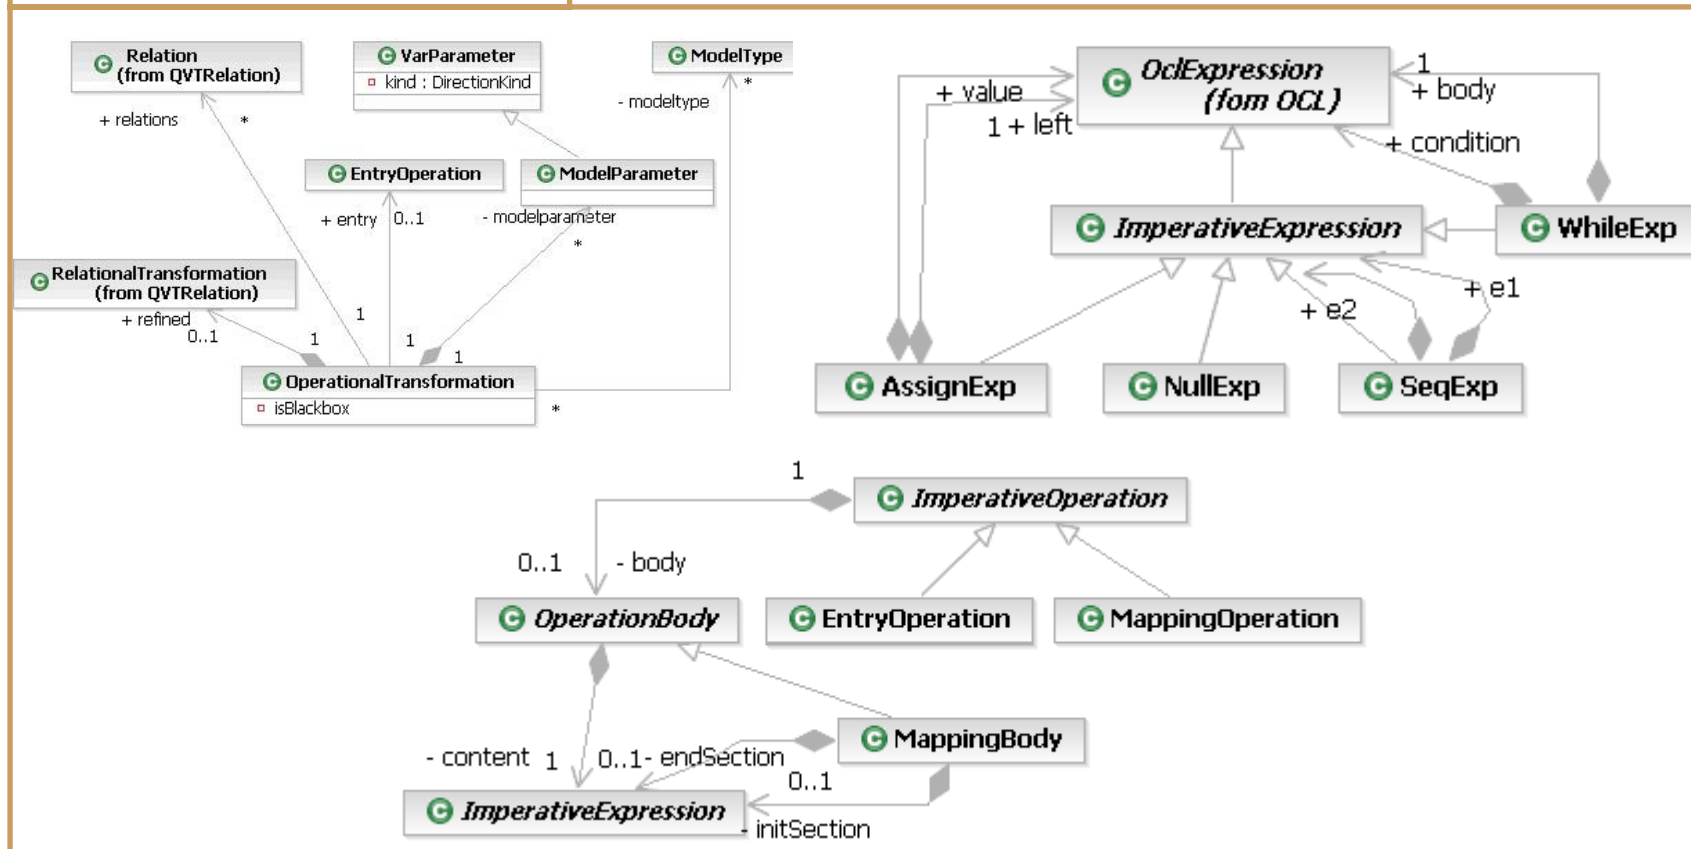 Relation
(from QVTRelation)
VarParameter
kind : DirectionKind
ModelType
*
- modeltype
+ relations
*
EntryOperation
ModelParameter
+ entry
0..1
- modelparameter
*
RelationalTransformation
(from QVTRelation)
+ refined
0..1
1
1
1
1
OperationalTransformation
isBlackbox
*
OclExpression
(fom OCL)
+ value
1
+ left
1
+ body
+ condition
ImperativeExpression
WhileExp
+ e2
+ e1
AssignExp
NullExp
SeqExp
1
ImperativeOperation
0..1
- body
OperationBody
EntryOperation
MappingOperation
MappingBody
- content
1
0..1
- endSection
0..1
ImperativeExpression
- initSection